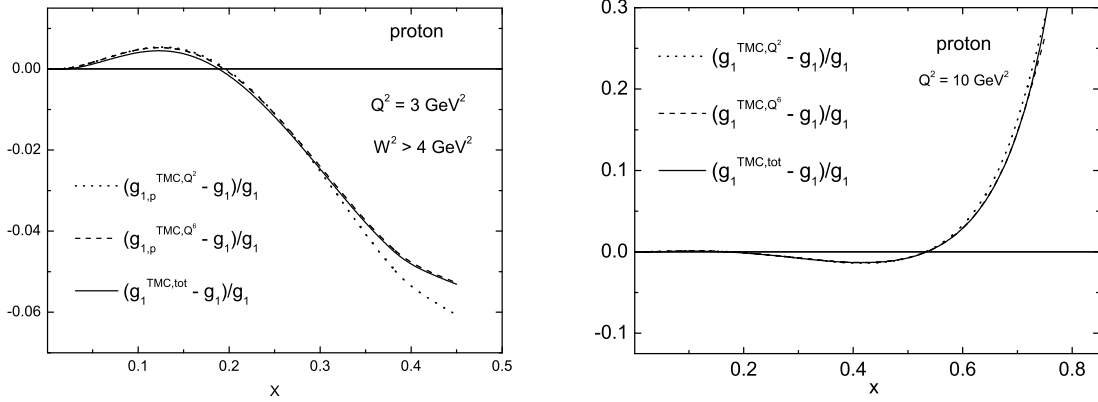 proton
0.00
Q² = 3 GeV²
-0.02
W² > 4 GeV²
(g₁,ₚ^TMC,Q² - g₁)/g₁
-0.04
(g₁,ₚ^TMC,Q⁶ - g₁)/g₁
(g₁^TMC,tot - g₁)/g₁
-0.06
0.1 0.2 0.3 0.4 0.5
X
0.3
(g₁^TMC,Q² - g₁)/g₁
proton
Q² = 10 GeV²
0.2
(g₁^TMC,Q⁶ - g₁)/g₁
(g₁^TMC,tot - g₁)/g₁
0.1
0.0
-0.1
0.2 0.4 0.6 0.8
x